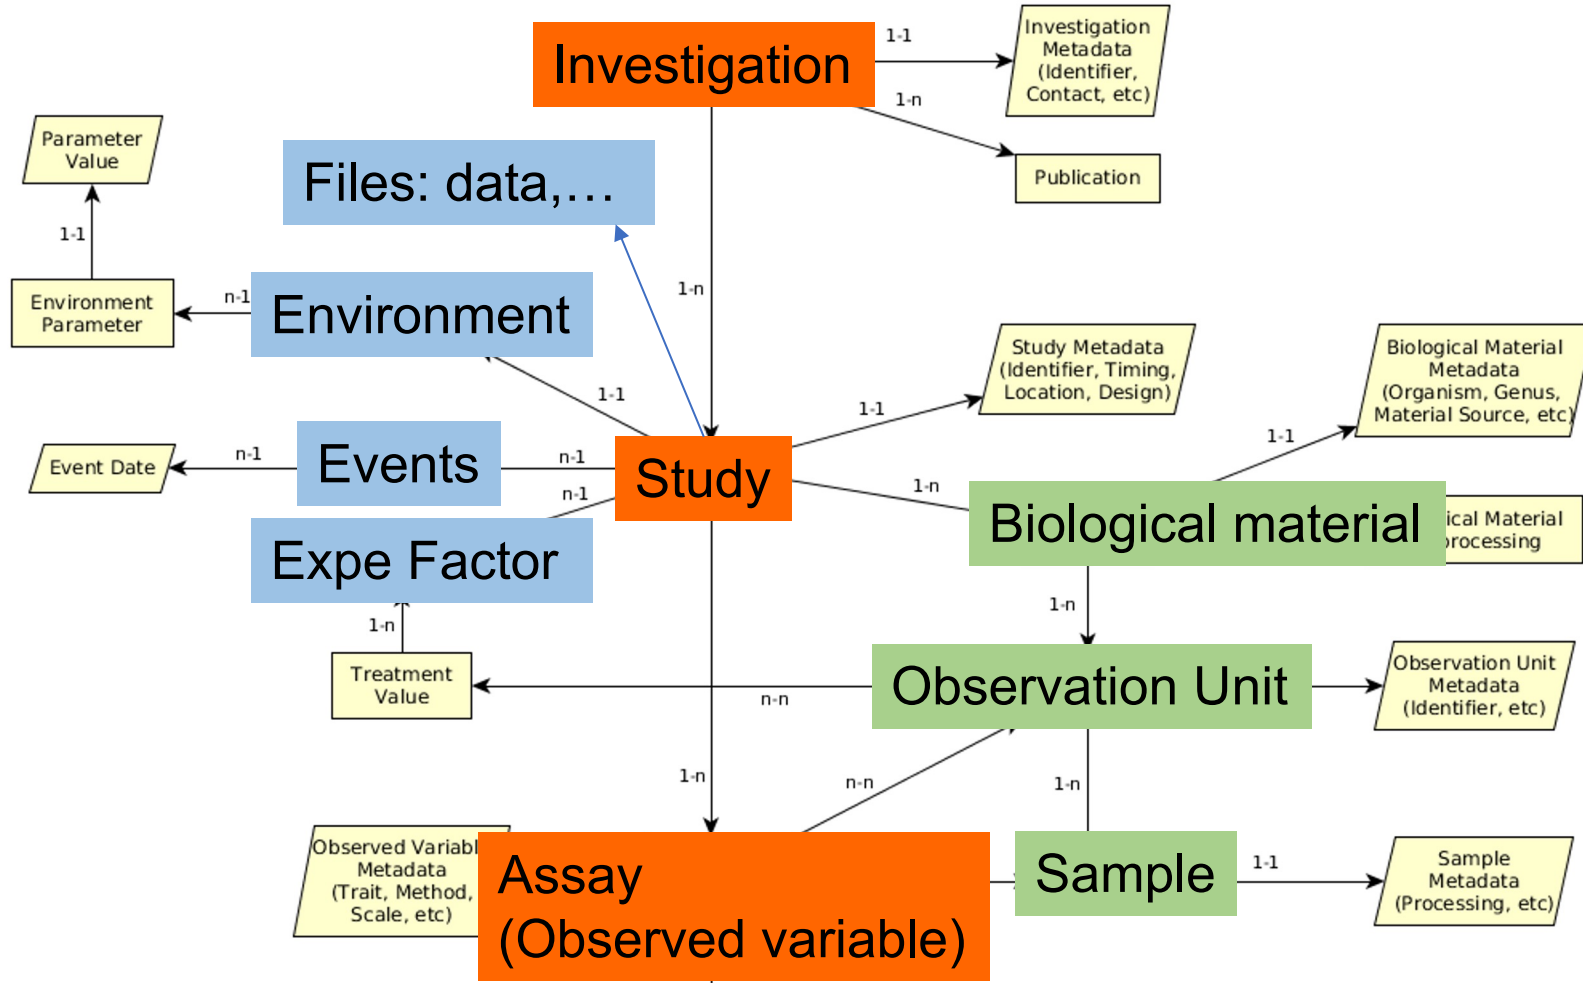 Investigation
1-1
Investigation
Metadata
(Identifier,
Contact, etc)
1-n
Publication
Parameter
Value
Files: data,…
1-1
1-n
Environment
Parameter
n-1
Environment
1-1
Study Metadata
(Identifier, Timing,
Location, Design)
1-1
Biological Material
Metadata
(Organism, Genus,
Material Source, etc)
1-1
Event Date
n-1
Events
n-1
Study
n-1
1-n
Biological material
ical Material
rocessing
Expe Factor
1-n
1-n
Treatment
Value
n-n
Observation Unit
Observation Unit
Metadata
(Identifier, etc)
1-n
n-n
1-n
Observed Variabl
Metadata
(Trait, Method,
Scale, etc)
Assay
(Observed variable)
Sample
1-1
Sample
Metadata
(Processing, etc)